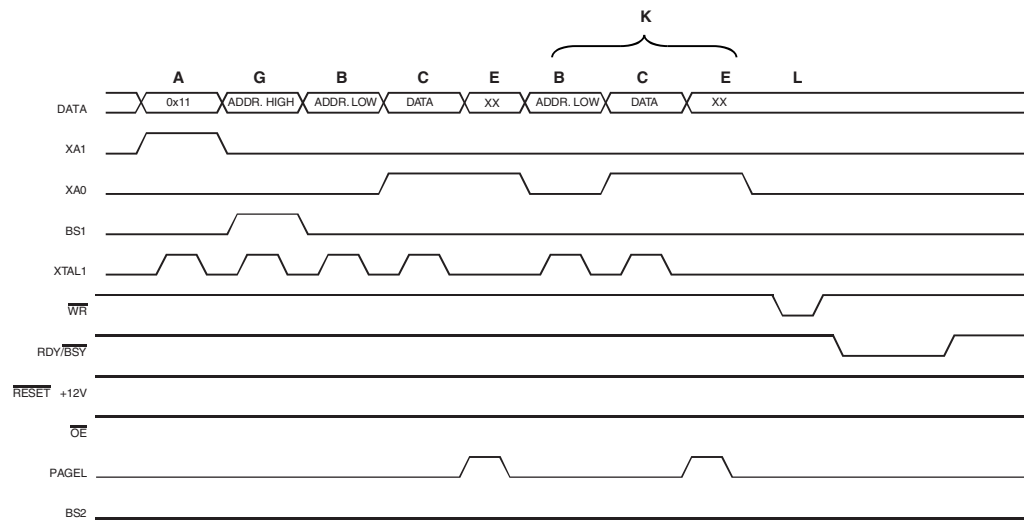 K
A G B C E B C E L
DATA 0x11 ADDR. HIGH ADDR. LOW DATA XX ADDR. LOW DATA XX
XA1
XA0
BS1
XTAL1
WR
RDY/BSY
RESET +12V
OE
PAGEL
BS2